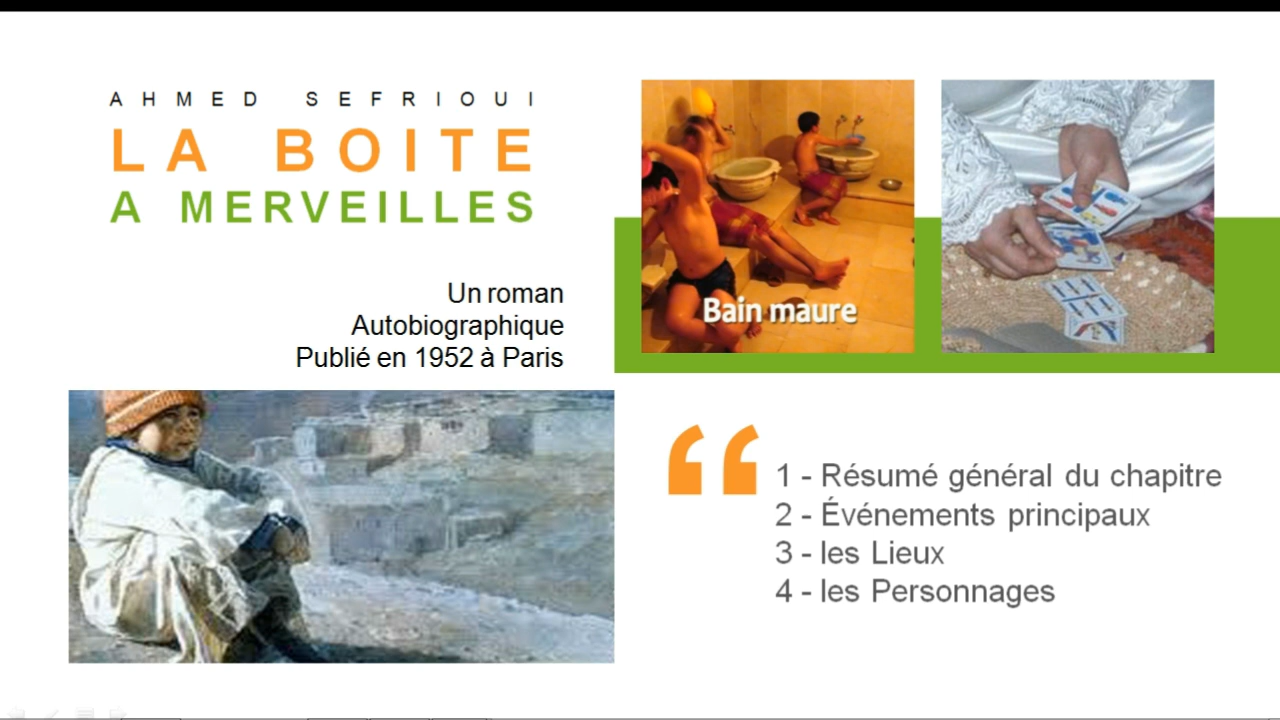 AHMED SEFRIOUI
LA BOITE
A MERVEILLES
Un roman
Autobiographique
Publié en 1952 à Paris
Bain maure
1 - Résumé général du chapitre
2 - Événements principaux
3 - les Lieux
4 - les Personnages